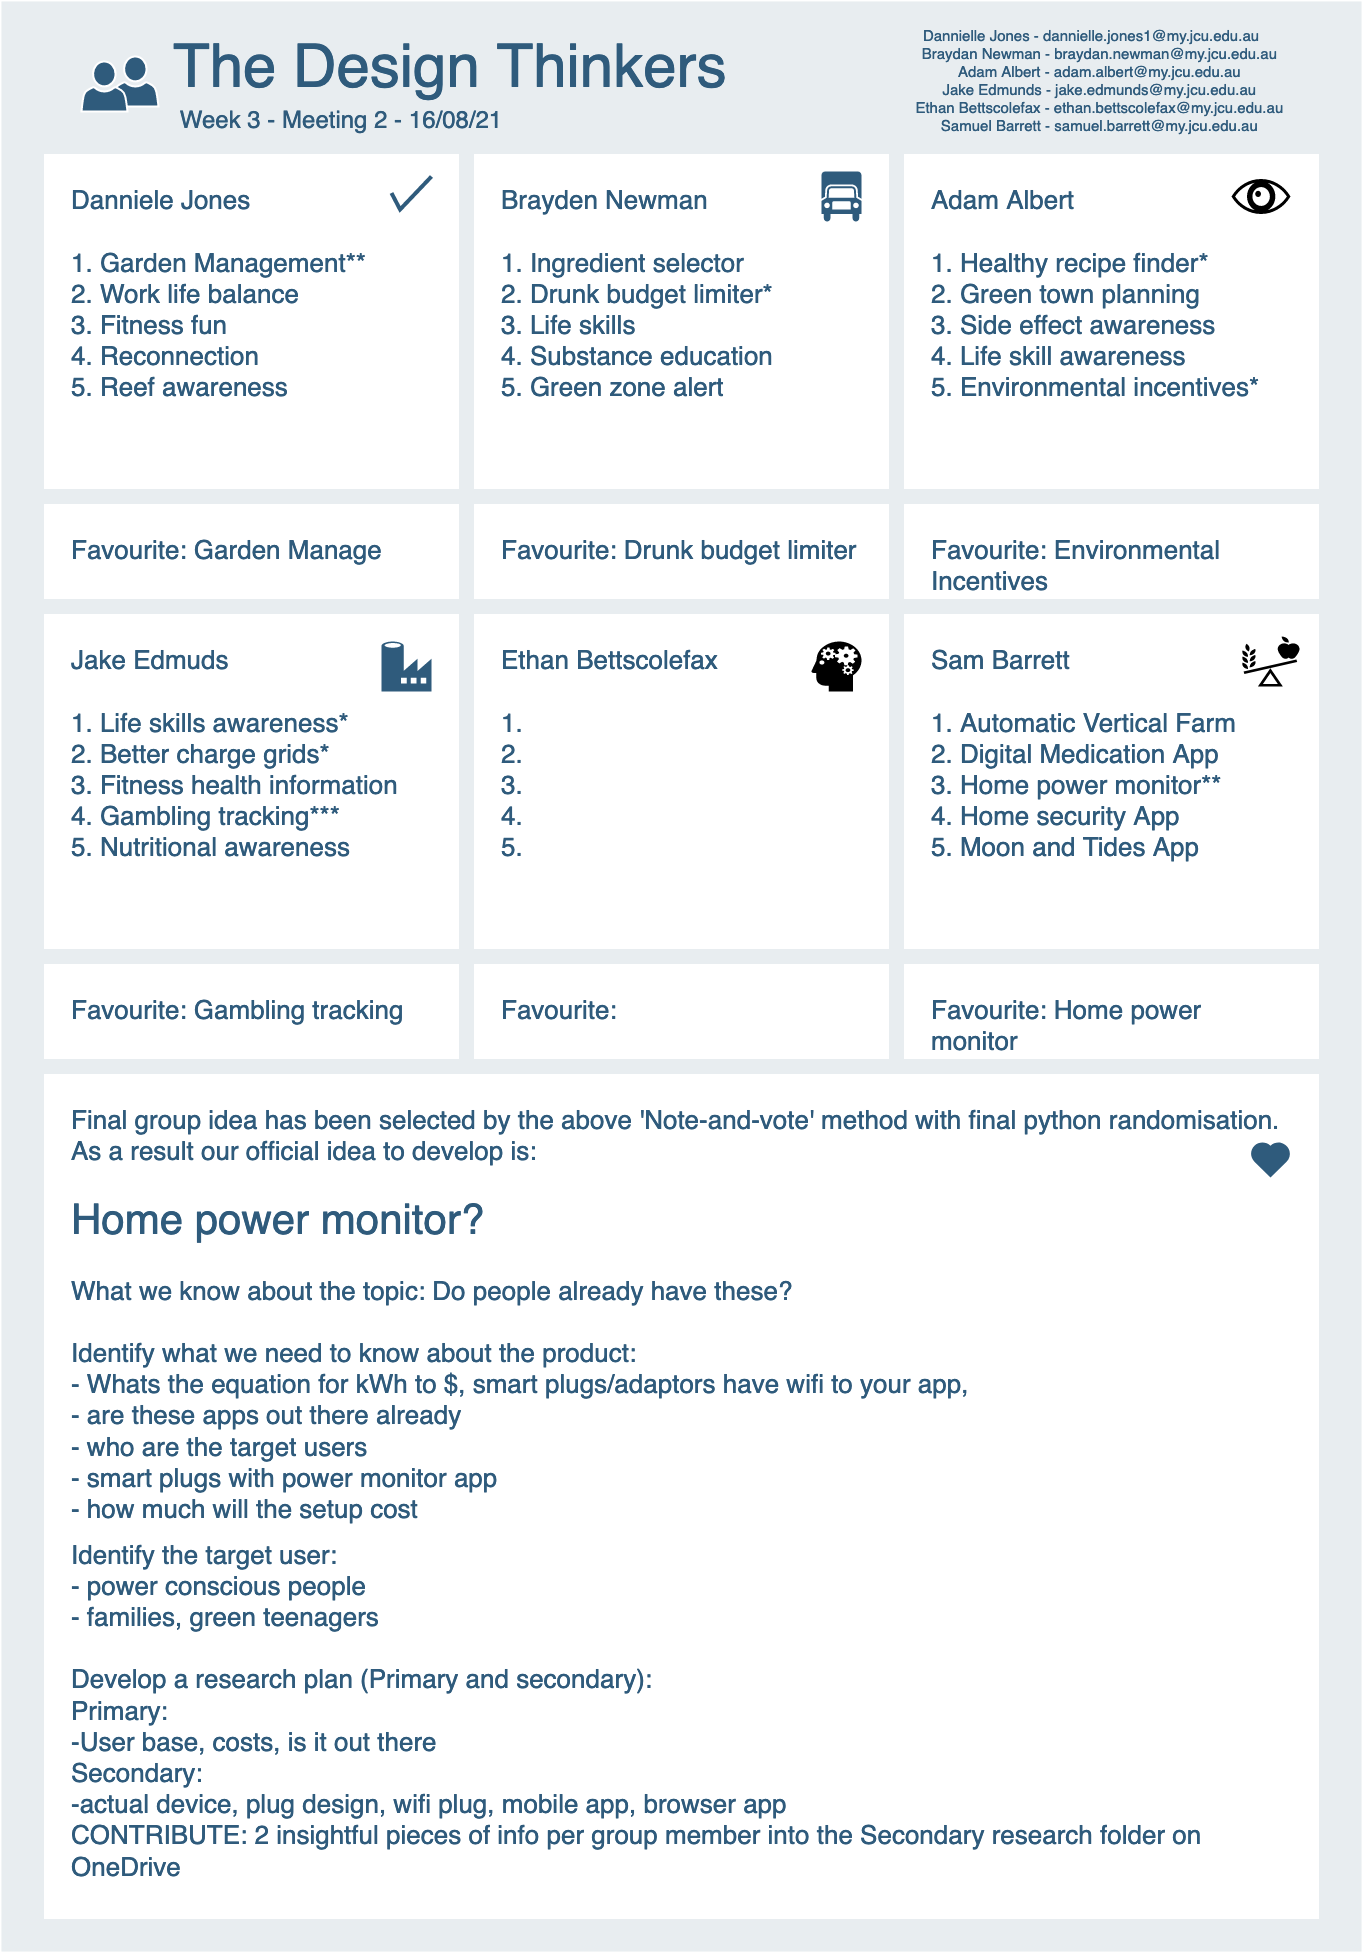 The Design Thinkers
Week 3 - Meeting 2 - 16/08/21
Dannielle Jones - dannielle.jones1@my.jcu.edu.au
Braydan Newman - braydan.newman@my.jcu.edu.au
Adam Albert - adam.albert@my.jcu.edu.au
Jake Edmunds - jake.edmunds@my.jcu.edu.au
Ethan Bettscolefax - ethan.bettscolefax@my.jcu.edu.au
Samuel Barrett - samuel.barrett@my.jcu.edu.au
Danniele Jones
1. Garden Management**
2. Work life balance
3. Fitness fun
4. Reconnection
5. Reef awareness
Favourite: Garden Manage
Brayden Newman
1. Ingredient selector
2. Drunk budget limiter*
3. Life skills
4. Substance education
5. Green zone alert
Favourite: Drunk budget limiter
Adam Albert
1. Healthy recipe finder*
2. Green town planning
3. Side effect awareness
4. Life skill awareness
5. Environmental incentives*
Favourite: Environmental
Incentives
Jake Edmuds
1. Life skills awareness*
2. Better charge grids*
3. Fitness health information
4. Gambling tracking***
5. Nutritional awareness
Favourite: Gambling tracking
Ethan Bettscolefax
1.
2.
3.
4.
5.
Favourite:
Sam Barrett
1. Automatic Vertical Farm
2. Digital Medication App
3. Home power monitor**
4. Home security App
5. Moon and Tides App
Favourite: Home power
monitor
Final group idea has been selected by the above 'Note-and-vote' method with final python randomisation.
As a result our official idea to develop is:
Home power monitor?
What we know about the topic: Do people already have these?
Identify what we need to know about the product:
- Whats the equation for kWh to $, smart plugs/adaptors have wifi to your app,
- are these apps out there already
- who are the target users
- smart plugs with power monitor app
- how much will the setup cost
Identify the target user:
- power conscious people
- families, green teenagers
Develop a research plan (Primary and secondary):
Primary:
-User base, costs, is it out there
Secondary:
-actual device, plug design, wifi plug, mobile app, browser app
CONTRIBUTE: 2 insightful pieces of info per group member into the Secondary research folder on
OneDrive